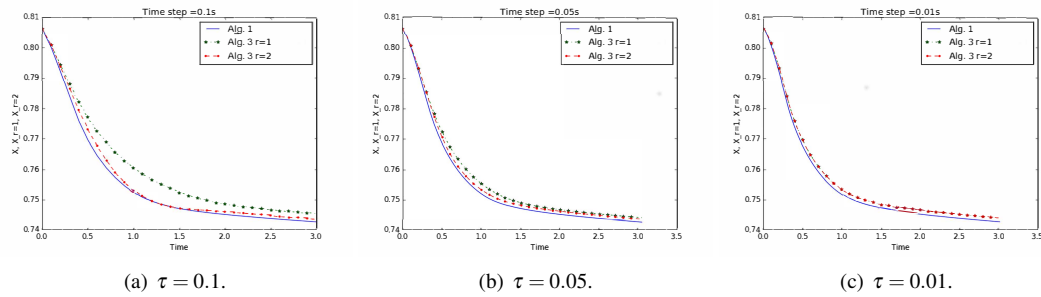 Time step =0.1s
Alg. 1
Alg. 3 r=1
Alg. 3 r=2
X, X_r=1, X_r=2
0.81
0.80
0.79
0.78
0.77
0.76
0.75
0.74
0.0 0.5 1.0 1.5 2.0 2.5 3.0
Time
(a) τ = 0.1.
Time step =0.05s
Alg. 1
Alg. 3 r=1
Alg. 3 r=2
X, X_r=1, X_r=2
0.81
0.80
0.79
0.78
0.77
0.76
0.75
0.74
0.0 0.5 1.0 1.5 2.0 2.5 3.0 3.5
Time
(b) τ = 0.05.
Time step =0.01s
Alg. 1
Alg. 3 r=1
Alg. 3 r=2
X, X_r=1, X_r=2
0.81
0.80
0.79
0.78
0.77
0.76
0.75
0.74
0.0 0.5 1.0 1.5 2.0 2.5 3.0 3.5
Time
(c) τ = 0.01.